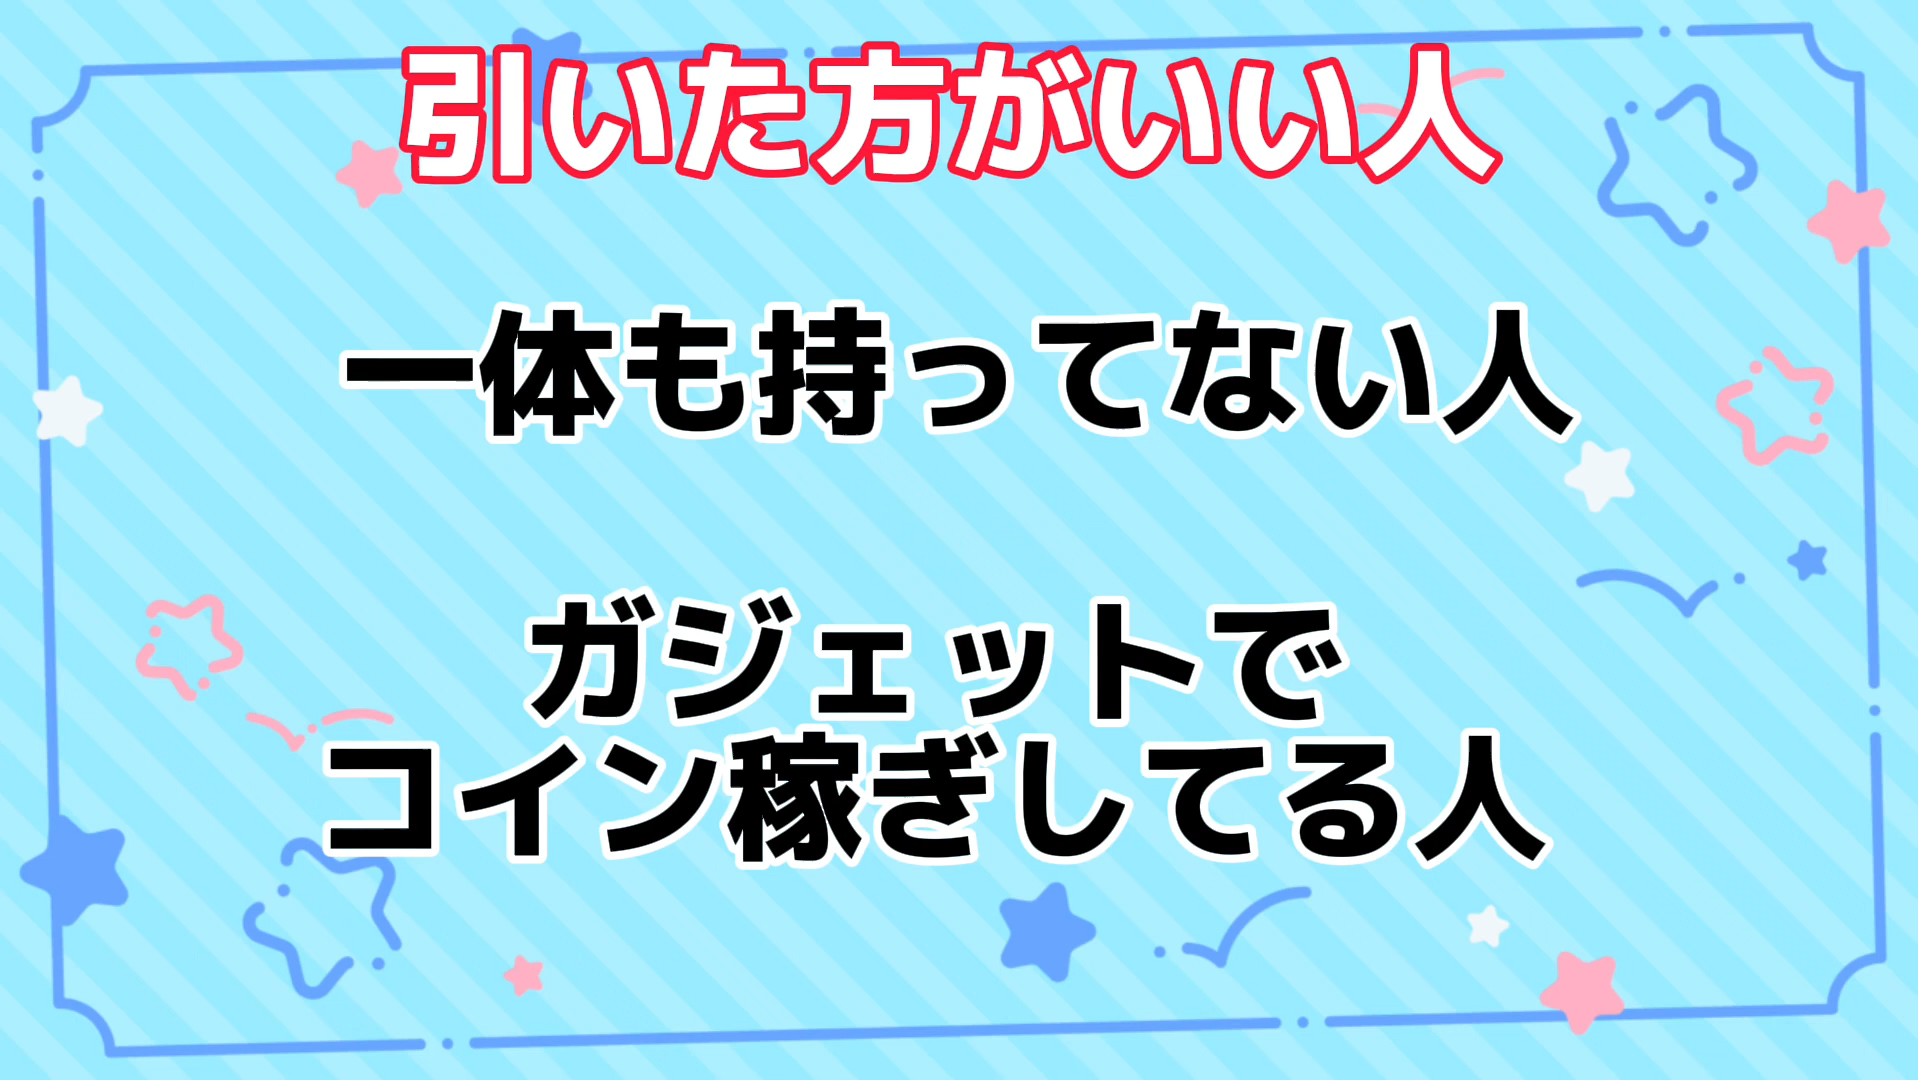 引いた方がいい人
一体も持ってない人
ガジェットで
コイン稼ぎしてる人